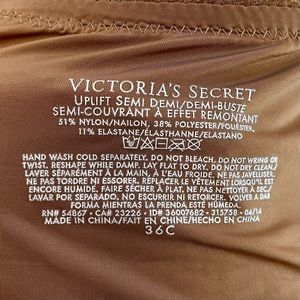 VICTORIA'S SECRET
UPLIFT SEMI DEMI/DEMI-BUSTE
SEMI-COUVRANT À EFFET REMONTANT
51% NYLON/NAILON, 38% POLYESTER/POLIÉSTER,
11% ELASTANE/ÉLASTHANNE/ELASTANO
HAND WASH COLD SEPARATELY, DO NOT BLEACH, DO NOT WRING OR
TWIST. RESHAPE WHILE DAMP. LAY FLAT TO DRY. DO NOT DRY CLEAN./
LAVER SÉPARÉMENT À LA MAIN, À L'EAU FROIDE. NE PAS JAVELLISER.
NE PAS TORDRE NI ESSORER. REPLACER LE VÊTEMENT LORSQU'IL EST
ENCORE HUMIDE. FAIRE SÉCHER À PLAT. NE PAS NETTOYER À SEC./
LAVAR POR SEPARADO. NO ESCURRIR NI RETORCER. VOLVER A DAR
FORMA MIENTRAS ESTÁ LA PRENDA HÚMEDA.
RN# 54867 • CA# 23226 • ID# 36007682 • 315758 • 04/14
MADE IN CHINA/FAIT EN CHINE/HECHO EN CHINA
36C